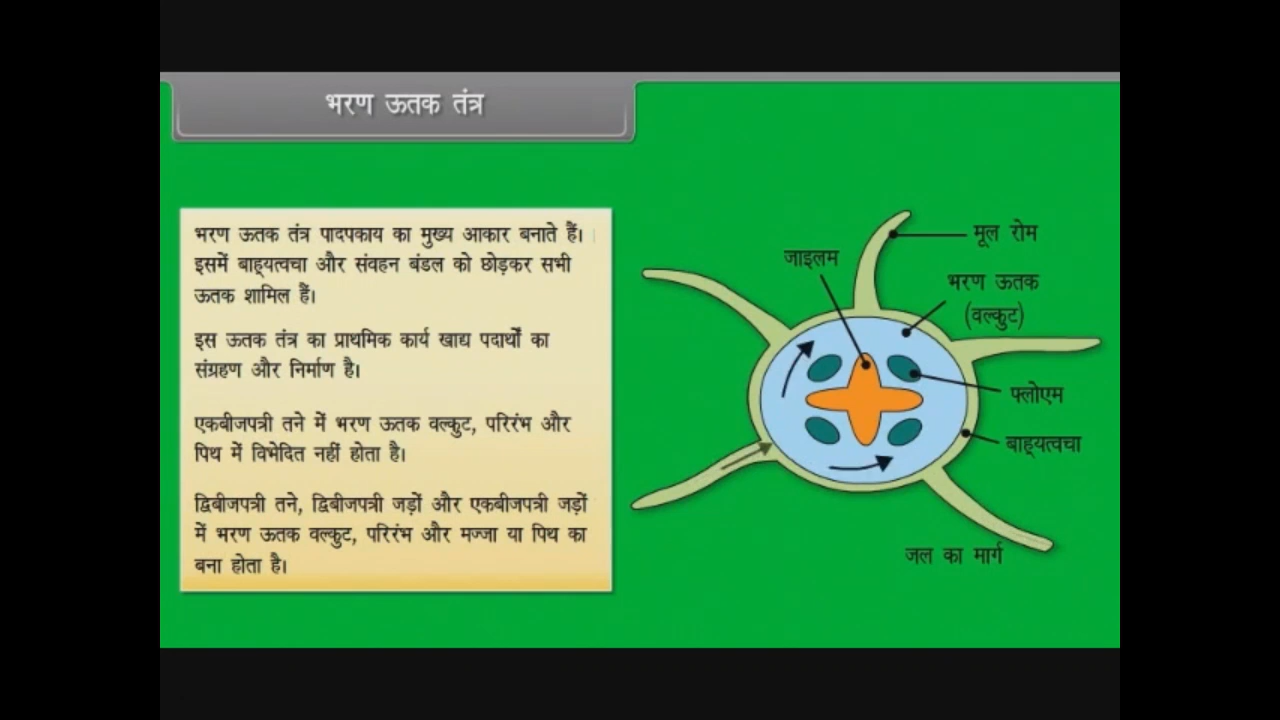 भरण ऊतक तंत्र
भरण ऊतक तंत्र पादपकाय का मुख्य आकार बनाते हैं।
इसमें बाह्यत्वचा और संवहन बंडल को छोड़कर सभी
ऊतक शामिल हैं।
इस ऊतक तंत्र का प्राथमिक कार्य खाद्य पदार्थों का
संग्रहण और निर्माण है।
एकबीजपत्री तने में भरण ऊतक वल्कुट, परिरंभ और
पिथ में विभेदित नहीं होता है।
द्विबीजपत्री तने, द्विबीजपत्री जड़ों और एकबीजपत्री जड़ों
में भरण ऊतक वल्कुट, परिरंभ और मज्जा या पिथ का
बना होता है।
मूल रोम
जाइलम
भरण ऊतक
(वल्कुट)
फ्लोएम
बाह्यत्वचा
जल का मार्ग